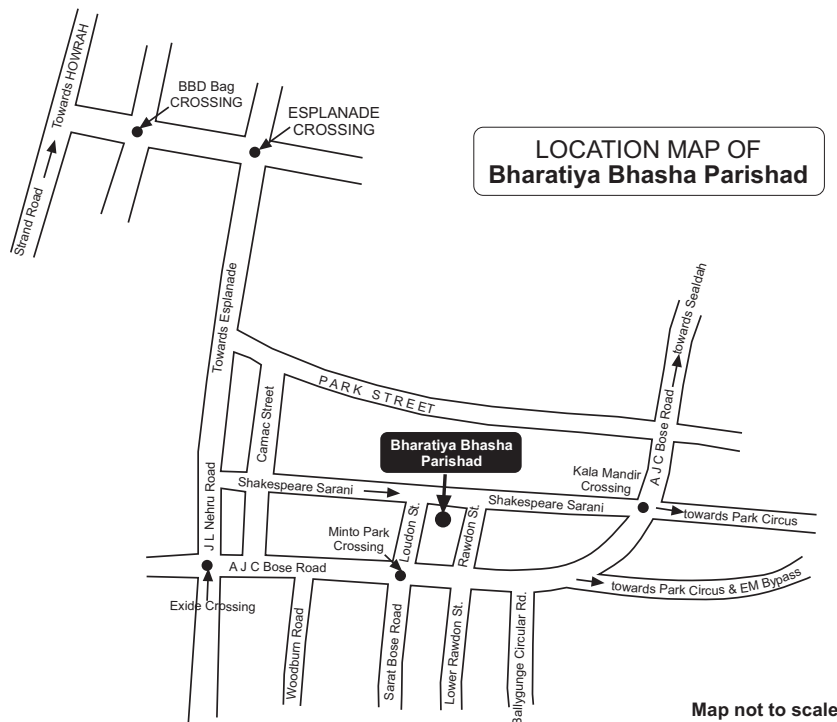 Towards HOWRAH
Strand Road
BBD Bag
CROSSING
ESPLANADE
CROSSING
LOCATION MAP OF
Bharatiya Bhasha Parishad
Towards Esplanade
towards Sealdah
PARK STREET
Camac Street
A J C Bose Road
Bharatiya Bhasha
Parishad
Kala Mandir
Crossing
J L Nehru Road
Shakespeare Sarani
Shakespeare Sarani
towards Park Circus
Loudon St.
Rawdon St.
Minto Park
Crossing
A J C Bose Road
towards Park Circus & EM Bypass
Exide Crossing
Woodburn Road
Sarat Bose Road
Lower Rawdon St.
Ballygunge Circular Rd.
Map not to scale